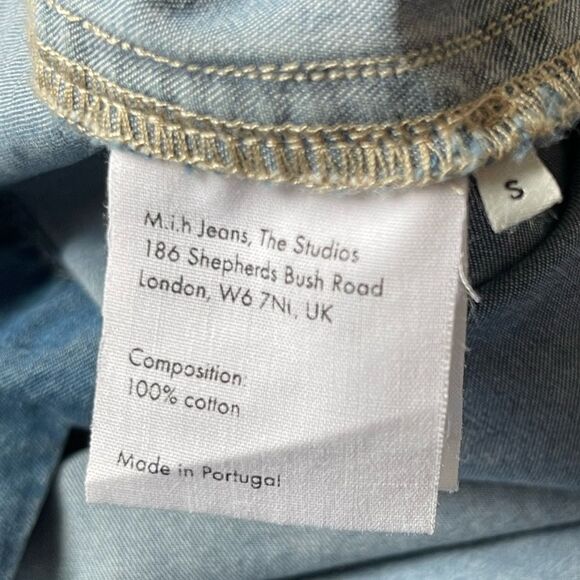 M.i.h Jeans, The Studios
186 Shepherds Bush Road
London, W6 7NL, UK
Composition:
100% cotton
Made in Portugal
S